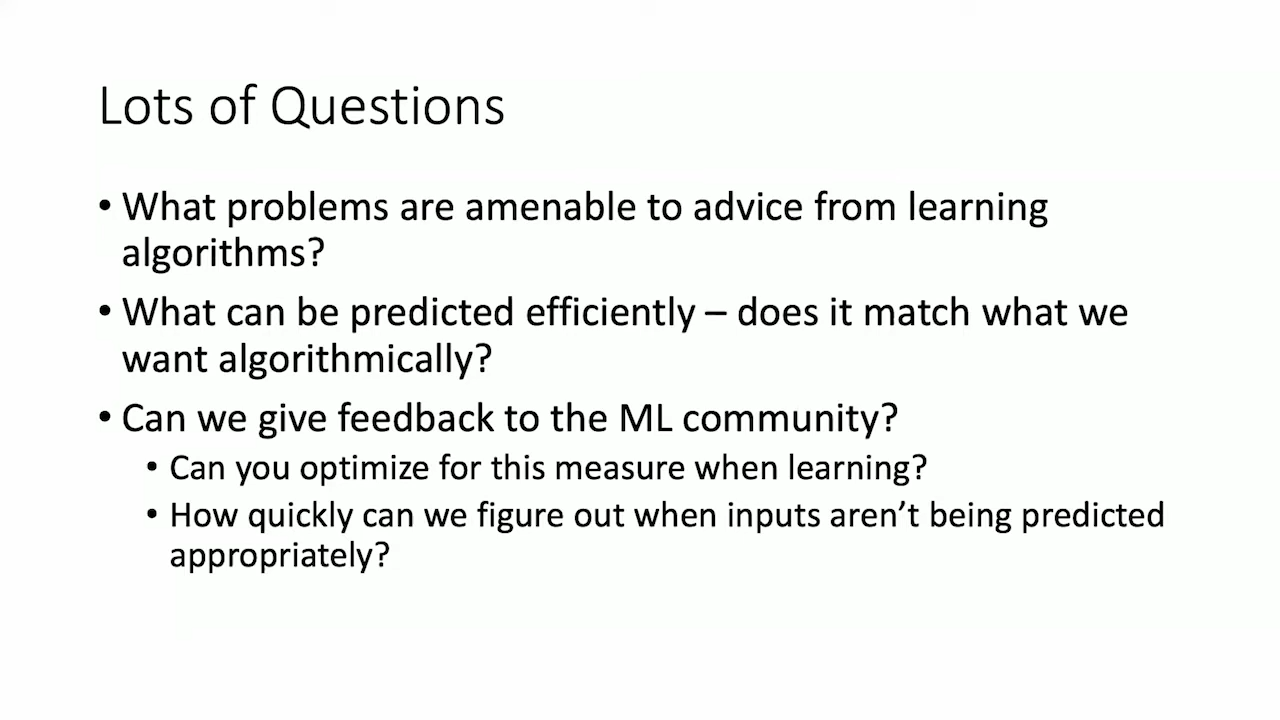 Lots of Questions
• What problems are amenable to advice from learning
algorithms?
• What can be predicted efficiently – does it match what we
want algorithmically?
• Can we give feedback to the ML community?
• Can you optimize for this measure when learning?
• How quickly can we figure out when inputs aren’t being predicted
appropriately?